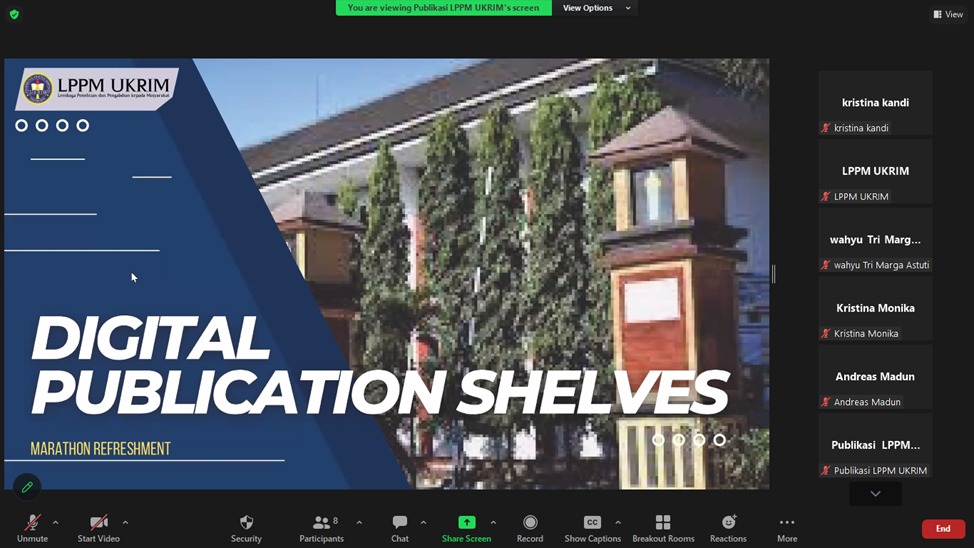 You are viewing Publikasi LPPM UKRIM's screen
View Options
View
LPPM UKRIM
Lembaga Penelitian dan Pengabdian kepada Masyarakat
DIGITAL
PUBLICATION SHELVES
MARATHON REFRESHMENT
kristina kandi
kristina kandi
LPPM UKRIM
LPPM UKRIM
wahyu Tri Marg...
wahyu Tri Marga Astuti
Kristina Monika
Kristina Monika
Andreas Madun
Andreas Madun
Publikasi LPPM...
Publikasi LPPM UKRIM
Unmute
Start Video
Security
Participants
8
Chat
Share Screen
Record
CC
Show Captions
Breakout Rooms
Reactions
More
End